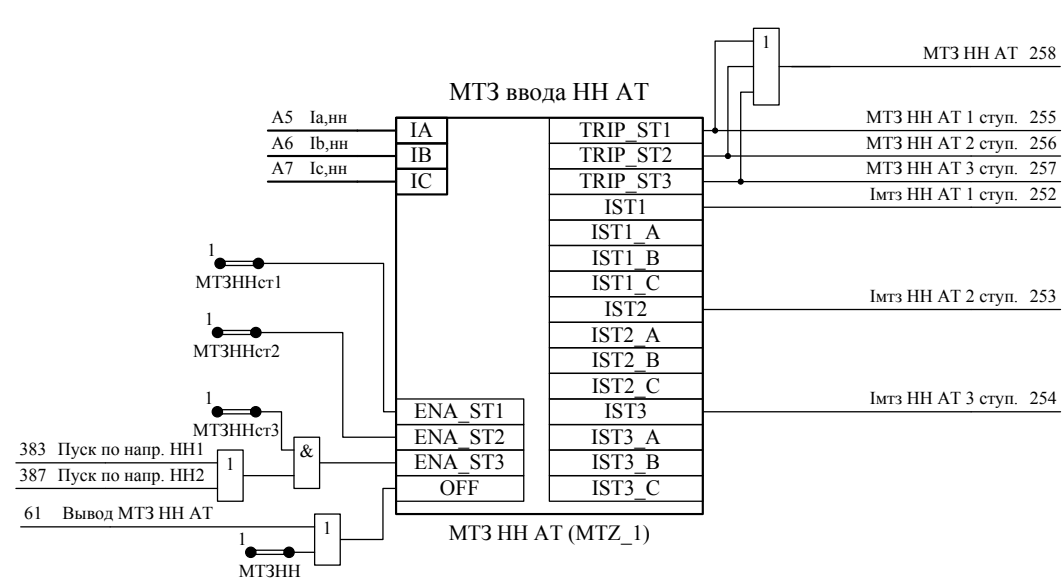 1
МТЗ НН АТ 258
МТЗ ввода НН АТ
A5 Ia,нн
IA
TRIP_ST1
МТЗ НН АТ 1 ступ. 255
A6 Ib,нн
IB
TRIP_ST2
МТЗ НН АТ 2 ступ. 256
A7 Ic,нн
IC
TRIP_ST3
МТЗ НН АТ 3 ступ. 257
IST1
Iмтз НН АТ 1 ступ. 252
IST1_A
1
IST1_B
МТЗННст1
IST1_C
IST2
Iмтз НН АТ 2 ступ. 253
1
IST2_A
МТЗННст2
IST2_B
IST2_C
1
ENA_ST1
IST3
Iмтз НН АТ 3 ступ. 254
МТЗННст3
ENA_ST2
IST3_A
383 Пуск по напр. НН1
1
&
ENA_ST3
IST3_B
387 Пуск по напр. НН2
OFF
IST3_C
61 Вывод МТЗ НН АТ
1
МТЗ НН АТ (MTZ_1)
1
МТЗНН